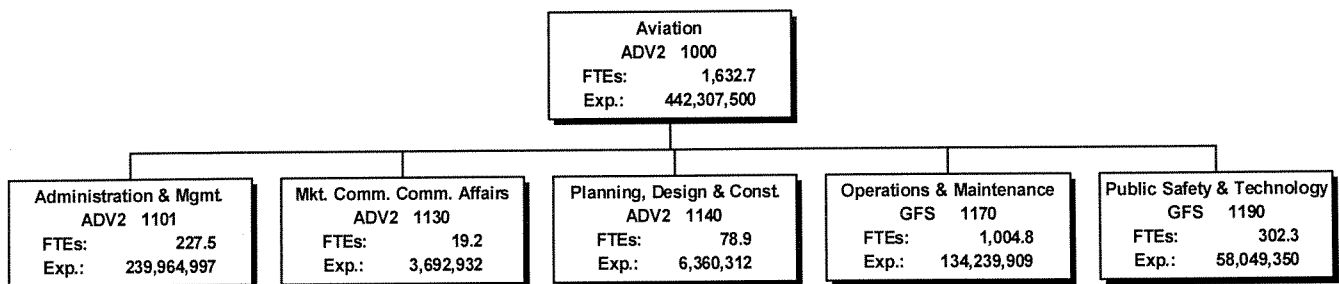 Aviation
ADV2 1000
FTEs: 1,632.7
Exp.: 442,307,500
Administration & Mgmt.
ADV2 1101
FTEs: 227.5
Exp.: 239,964,997
Mkt. Comm. Comm. Affairs
ADV2 1130
FTEs: 19.2
Exp.: 3,692,932
Planning, Design & Const.
ADV2 1140
FTEs: 78.9
Exp.: 6,360,312
Operations & Maintenance
GFS 1170
FTEs: 1,004.8
Exp.: 134,239,909
Public Safety & Technology
GFS 1190
FTEs: 302.3
Exp.: 58,049,350